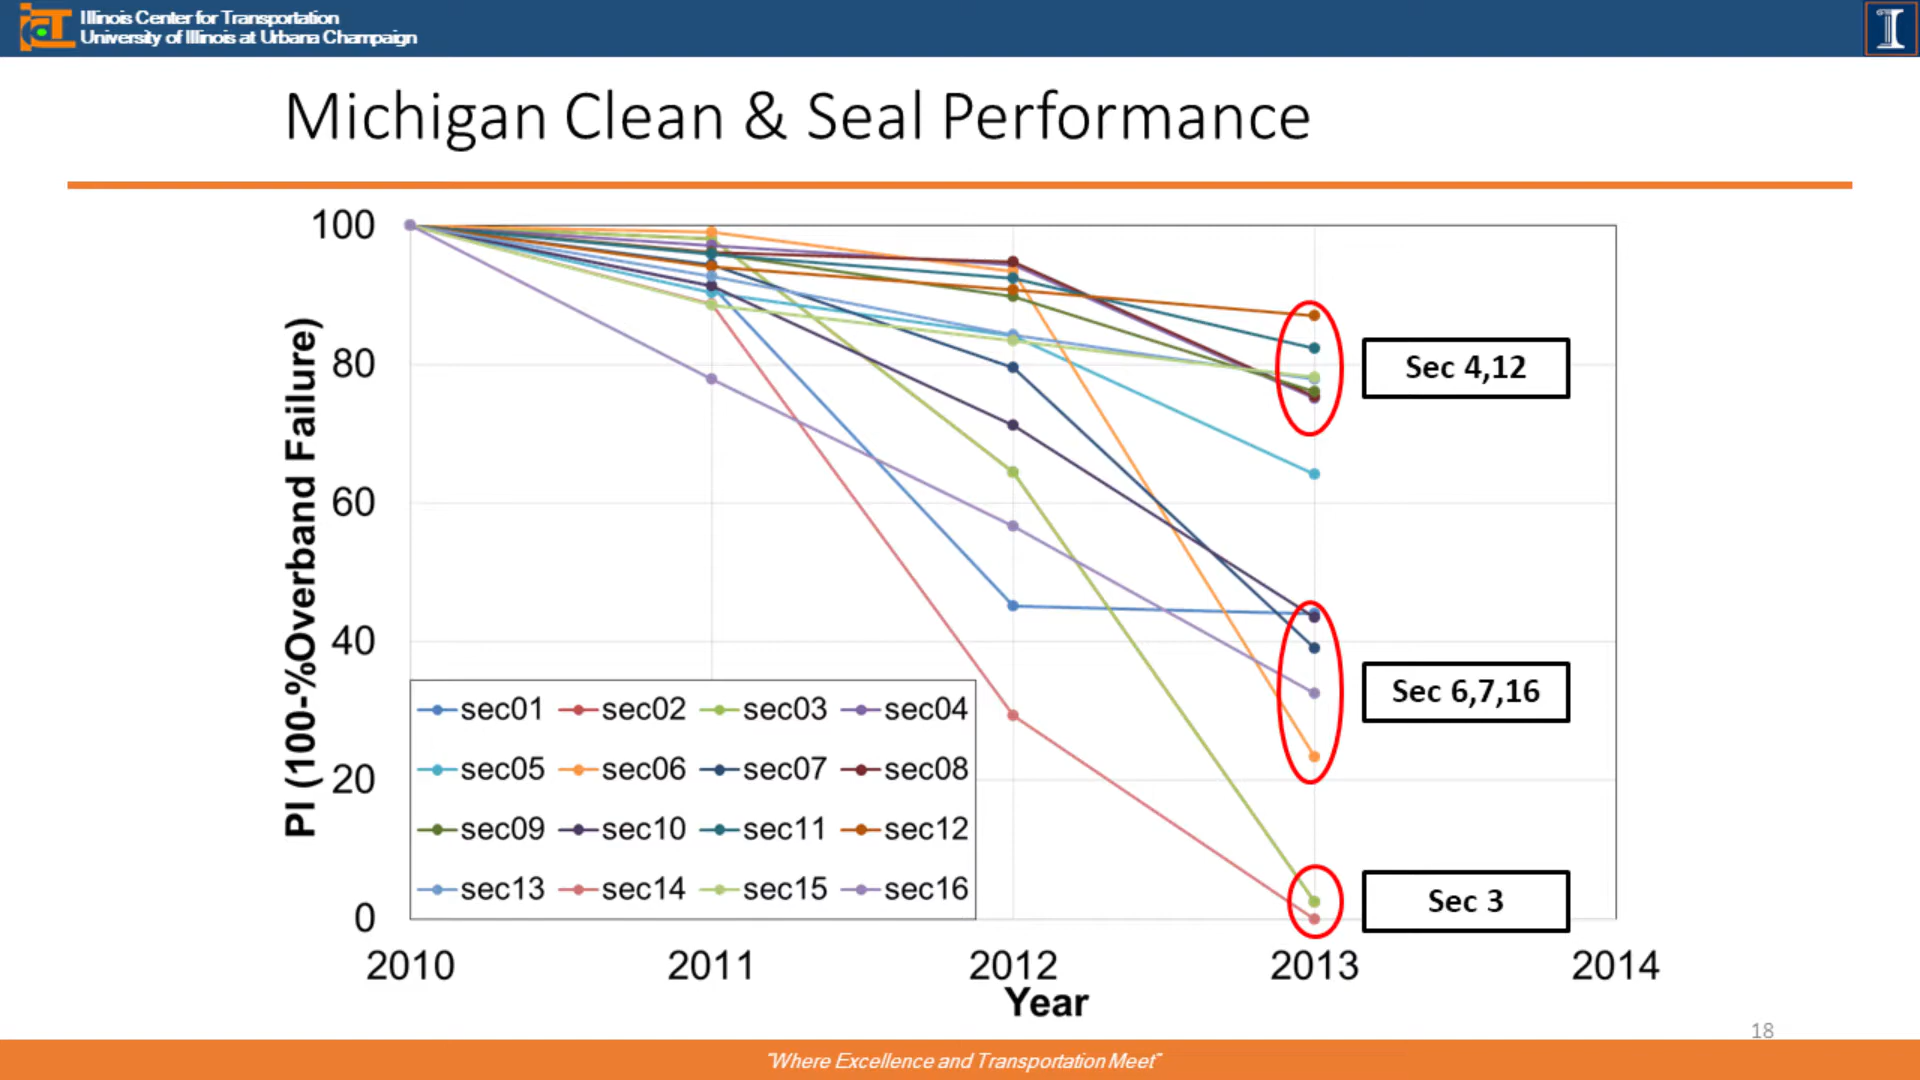 Illinois Center for Transportation
University of Illinois at Urbana Champaign
Michigan Clean & Seal Performance
PI (100-%Overband Failure)
100
80
60
40
20
0
sec01 sec02 sec03 sec04
sec05 sec06 sec07 sec08
sec09 sec10 sec11 sec12
sec13 sec14 sec15 sec16
Sec 4,12
Sec 6,7,16
Sec 3
2010 2011 2012 2013 2014
Year
18
"Where Excellence and Transportation Meet"